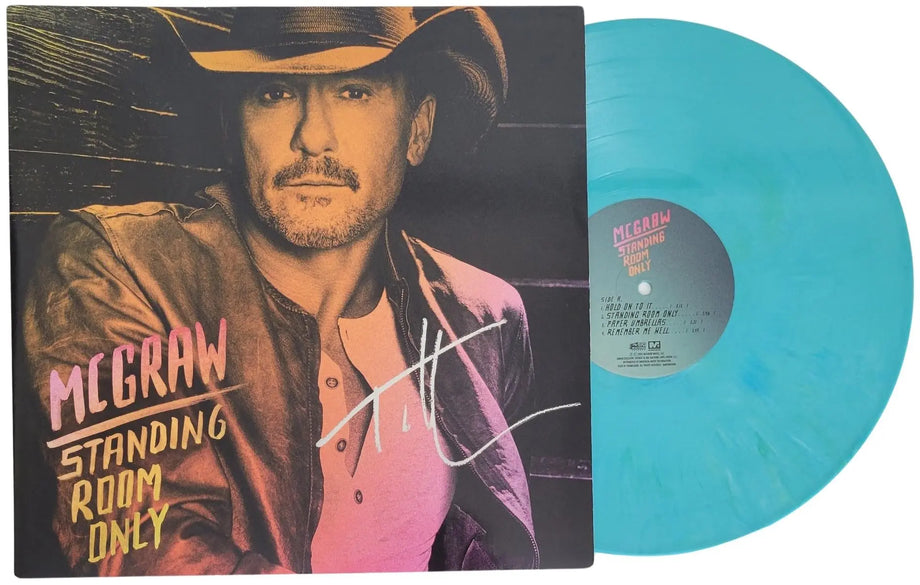 MCGRAW
STANDING
ROOM
ONLY
MCGRAW
STANDING
ROOM
ONLY
SIDE A.
HOLD ON TO IT
STANDING ROOM ONLY
PAPER UMBRELLAS
REMEMBER ME WELL